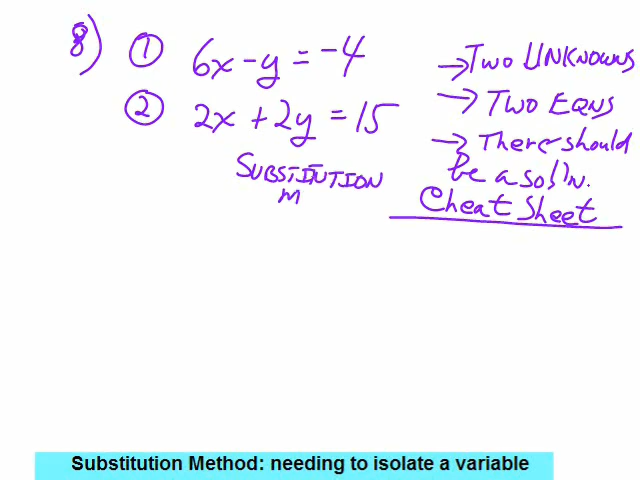 8) ① 6x - y = -4
② 2x + 2y = 15
SUBSTITUTION
M
→ Two UNKNOWNS
→ Two EQNS
→ There should
be a sol'n.
Cheat Sheet
Substitution Method: needing to isolate a variable